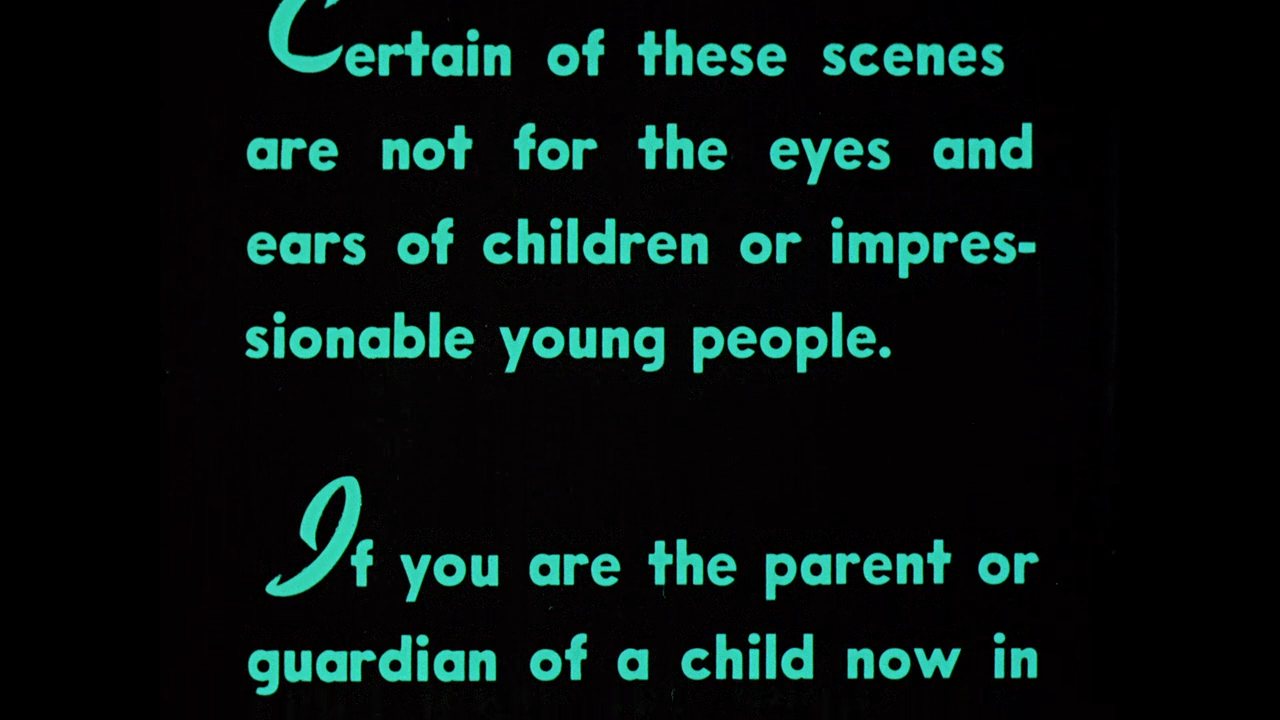 Certain of these scenes
are not for the eyes and
ears of children or impres-
sionable young people.
If you are the parent or
guardian of a child now in